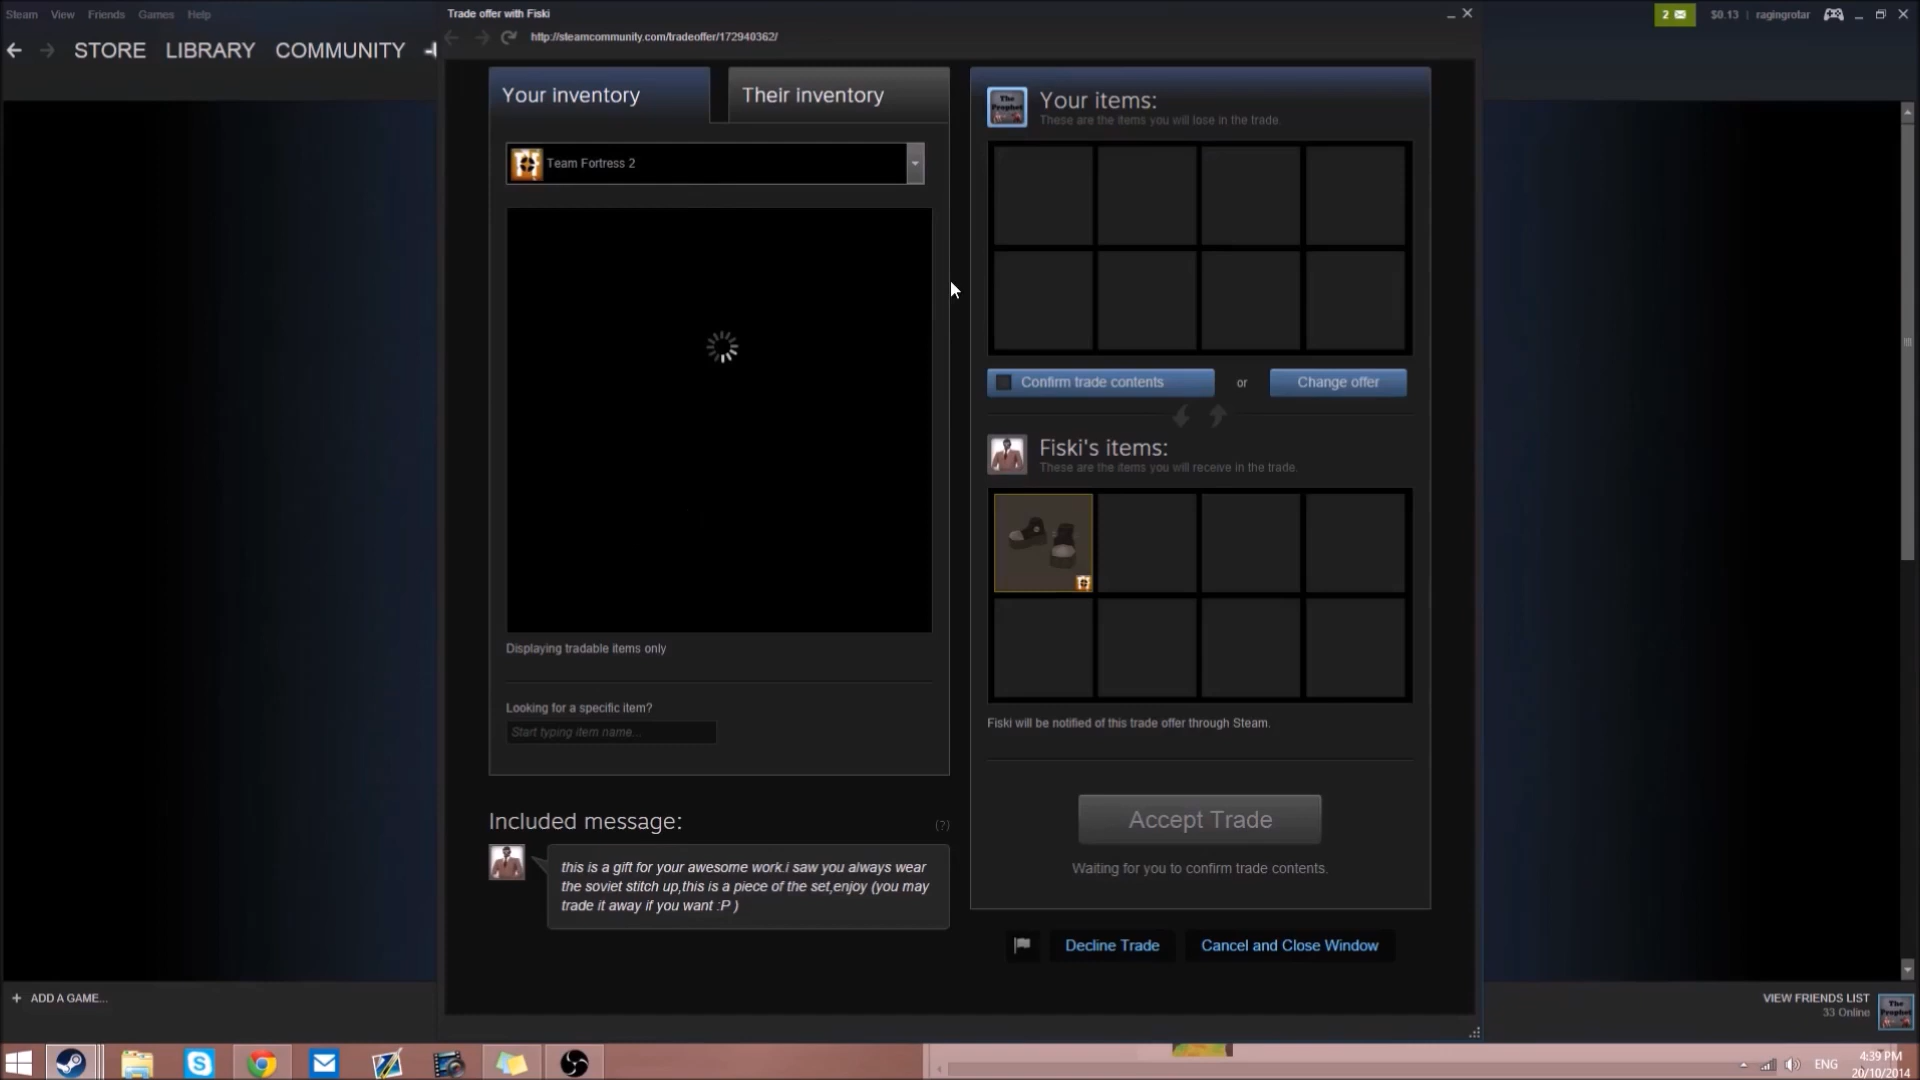 Steam View Friends Games Help
Trade offer with Fiski
2 $0.13 ragingrotar
STORE LIBRARY COMMUNITY
http://steamcommunity.com/tradeoffer/172940362/
Your inventory
Their inventory
Team Fortress 2
Displaying tradable items only
Looking for a specific item?
Start typing item name...
Included message:
(?)
this is a gift for your awesome work.i saw you always wear
the soviet stitch up,this is a piece of the set,enjoy (you may
trade it away if you want :P )
The
Prophet
Your items:
These are the items you will lose in the trade.
Confirm trade contents or Change offer
Fiski's items:
These are the items you will receive in the trade.
Fiski will be notified of this trade offer through Steam.
Accept Trade
Waiting for you to confirm trade contents.
Decline Trade
Cancel and Close Window
+ ADD A GAME...
VIEW FRIENDS LIST
33 Online
The
Prophet
ENG
4:39 PM
20/10/2014